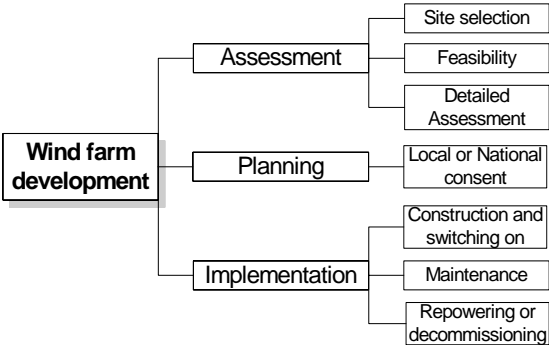 Wind farm
development
Assessment
Site selection
Feasibility
Detailed
Assessment
Planning
Local or National
consent
Implementation
Construction and
switching on
Maintenance
Repowering or
decommissioning